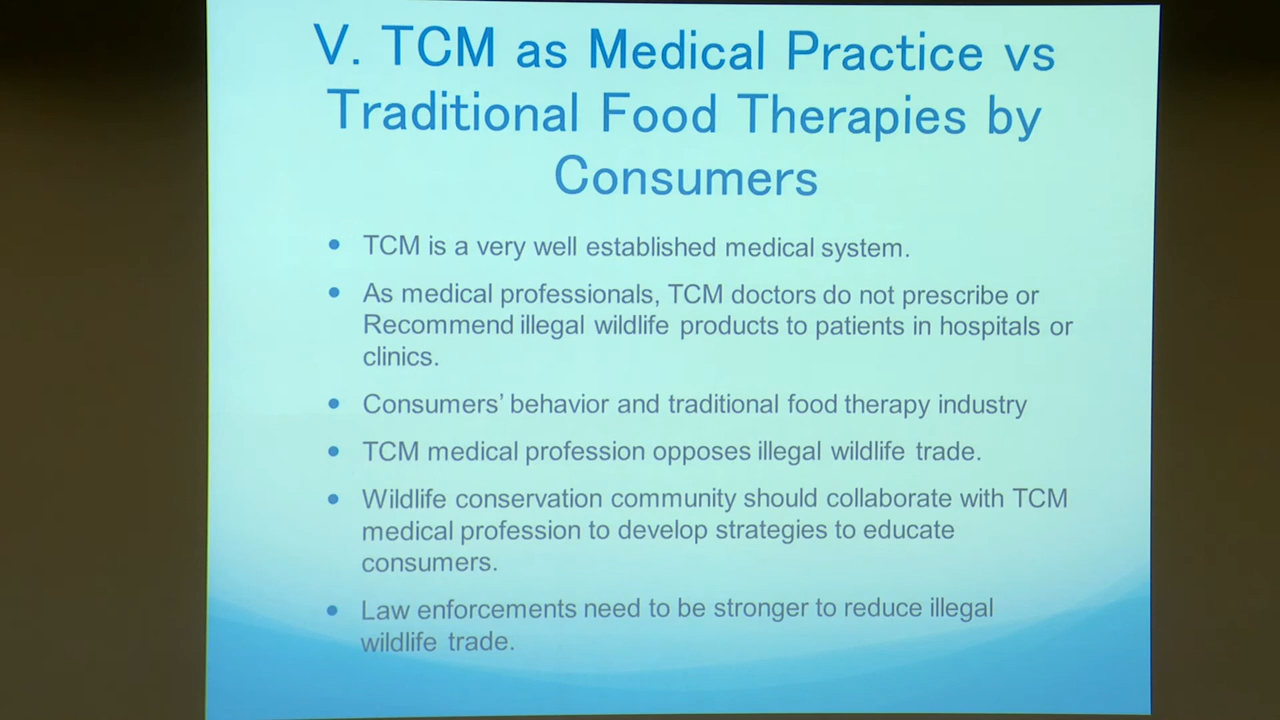 V. TCM as Medical Practice vs
Traditional Food Therapies by
Consumers
• TCM is a very well established medical system.
• As medical professionals, TCM doctors do not prescribe or
Recommend illegal wildlife products to patients in hospitals or
clinics.
• Consumers’ behavior and traditional food therapy industry
• TCM medical profession opposes illegal wildlife trade.
• Wildlife conservation community should collaborate with TCM
medical profession to develop strategies to educate
consumers.
• Law enforcements need to be stronger to reduce illegal
wildlife trade.